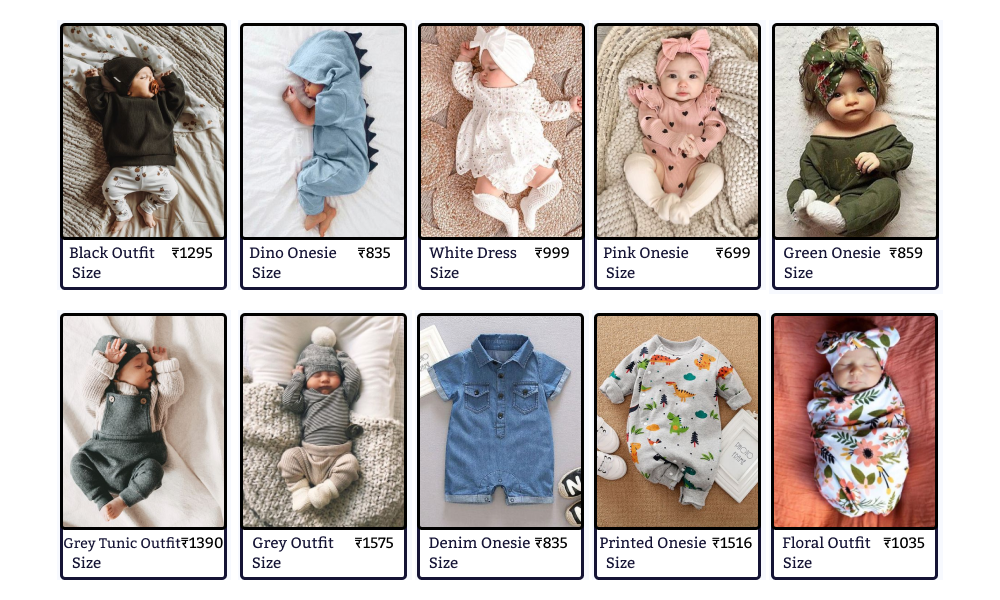 Black Outfit ₹1295
Size
Dino Onesie ₹835
Size
White Dress ₹999
Size
Pink Onesie ₹699
Size
Green Onesie ₹859
Size
Grey Tunic Outfit₹1390
Size
Grey Outfit ₹1575
Size
Denim Onesie ₹835
Size
Printed Onesie ₹1516
Size
Floral Outfit ₹1035
Size